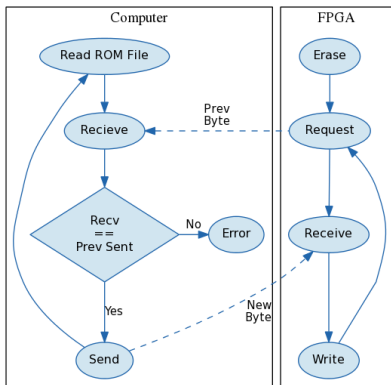 Computer
FPGA
Read ROM File
Erase
Prev
Byte
Recieve
Request
Recv
==
Prev Sent
No
Error
Receive
Yes
New
Byte
Send
Write